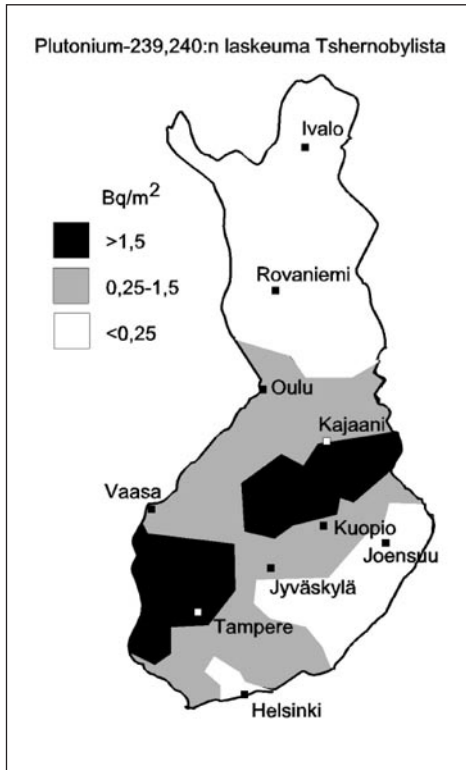 Plutonium-239,240:n laskeuma Tshernobylista
Ivalo
Bq/m²
>1,5
0,25-1,5
<0,25
Rovaniemi
Oulu
Kajaani
Vaasa
Kuopio
Joensuu
Jyväskylä
Tampere
Helsinki